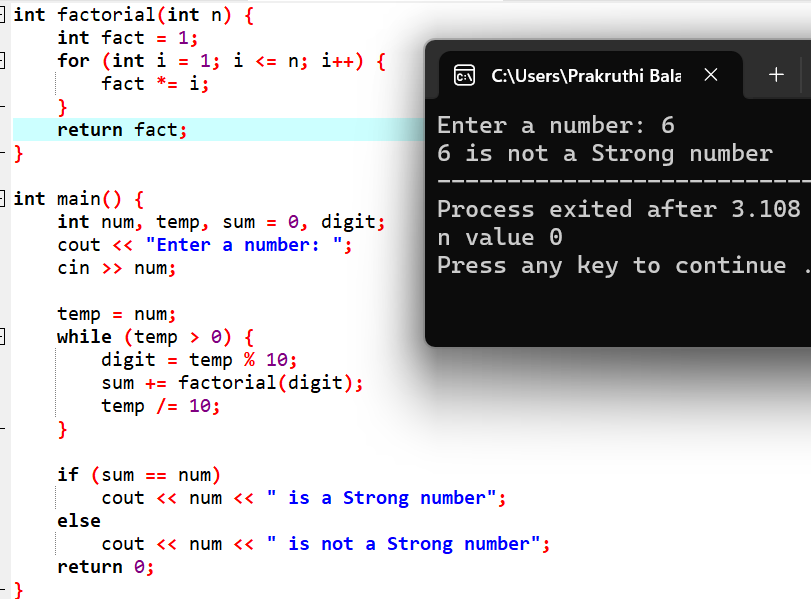 int factorial(int n) {
    int fact = 1;
    for (int i = 1; i <= n; i++) {
        fact *= i;
    }
    return fact;
}
int main() {
    int num, temp, sum = 0, digit;
    cout << "Enter a number: ";
    cin >> num;
    temp = num;
    while (temp > 0) {
        digit = temp % 10;
        sum += factorial(digit);
        temp /= 10;
    }
    if (sum == num)
        cout << num << " is a Strong number";
    else
        cout << num << " is not a Strong number";
    return 0;
}
C:\Users\Prakruthi Bala
Enter a number: 6
6 is not a Strong number
--------------------------
Process exited after 3.108
n value 0
Press any key to continue .